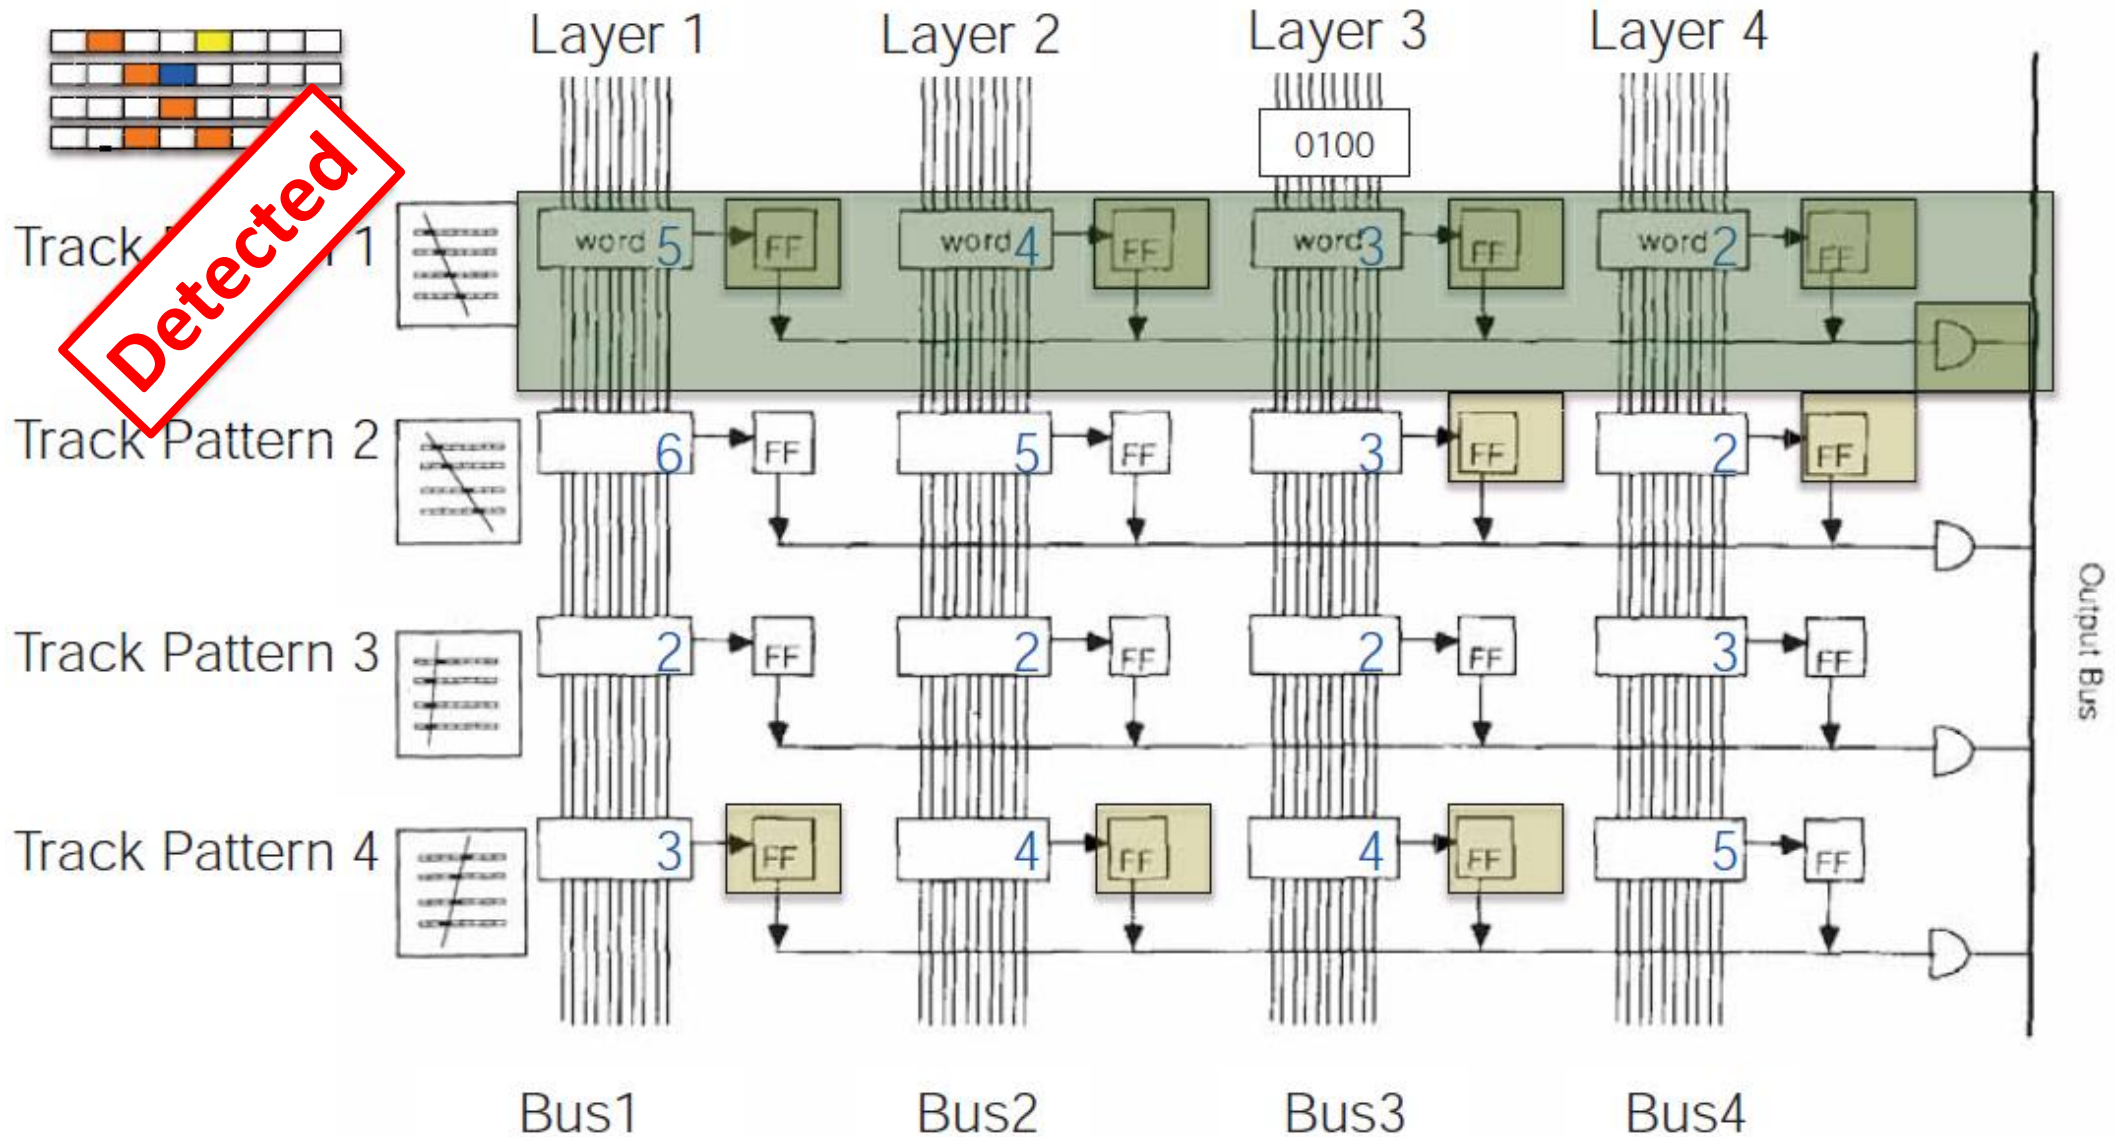 Layer 1 Layer 2 Layer 3 Layer 4
0100
Detected
Track 1
word 5 FF word 4 FF word 3 FF word 2 FF
Track Pattern 2
6 FF 5 FF 3 FF 2 FF
Track Pattern 3
2 FF 2 FF 2 FF 3 FF
Track Pattern 4
3 FF 4 FF 4 FF 5 FF
Output Bus
Bus1 Bus2 Bus3 Bus4